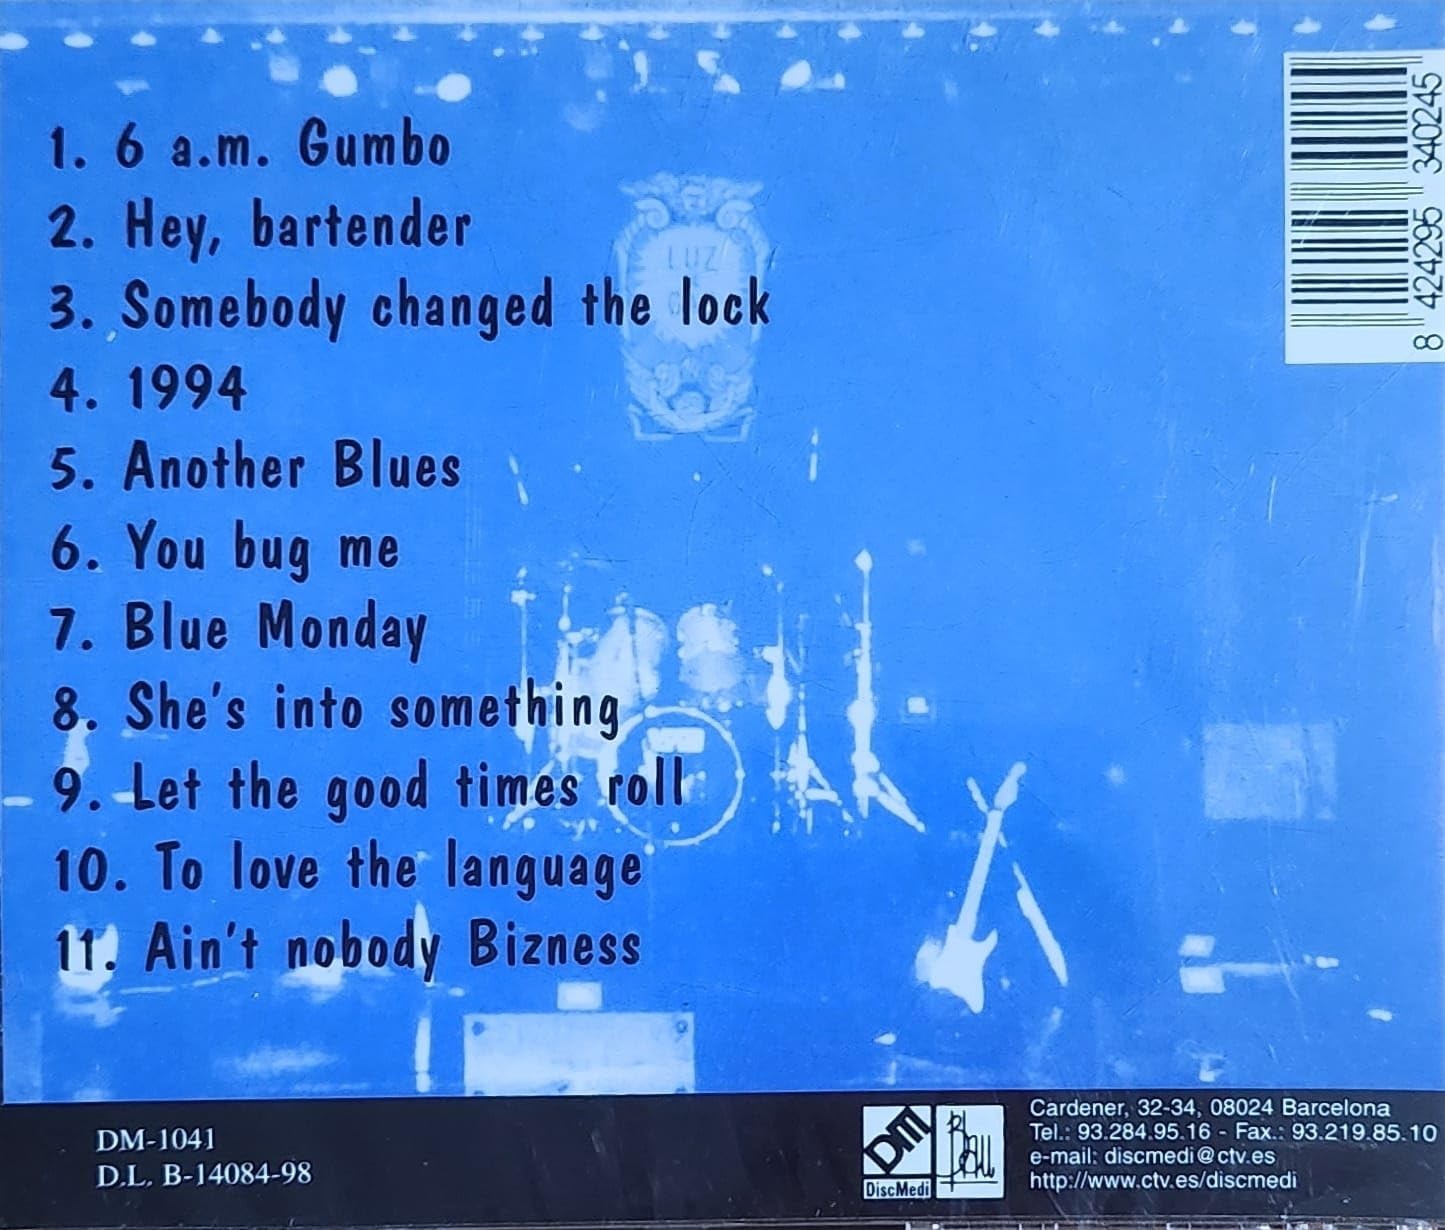 1. 6 a.m. Gumbo
2. Hey, bartender
3. Somebody changed the lock
4. 1994
5. Another Blues
6. You bug me
7. Blue Monday
8. She's into something
9. Let the good times roll
10. To love the language
11. Ain't nobody Bizness
LUZ
8 424295 340245
DM-1041
D.L. B-14084-98
DM
DiscMedi
Cardener, 32-34, 08024 Barcelona
Tel.: 93.284.95.16 - Fax.: 93.219.85.10
e-mail: discmedi@ctv.es
http://www.ctv.es/discmedi